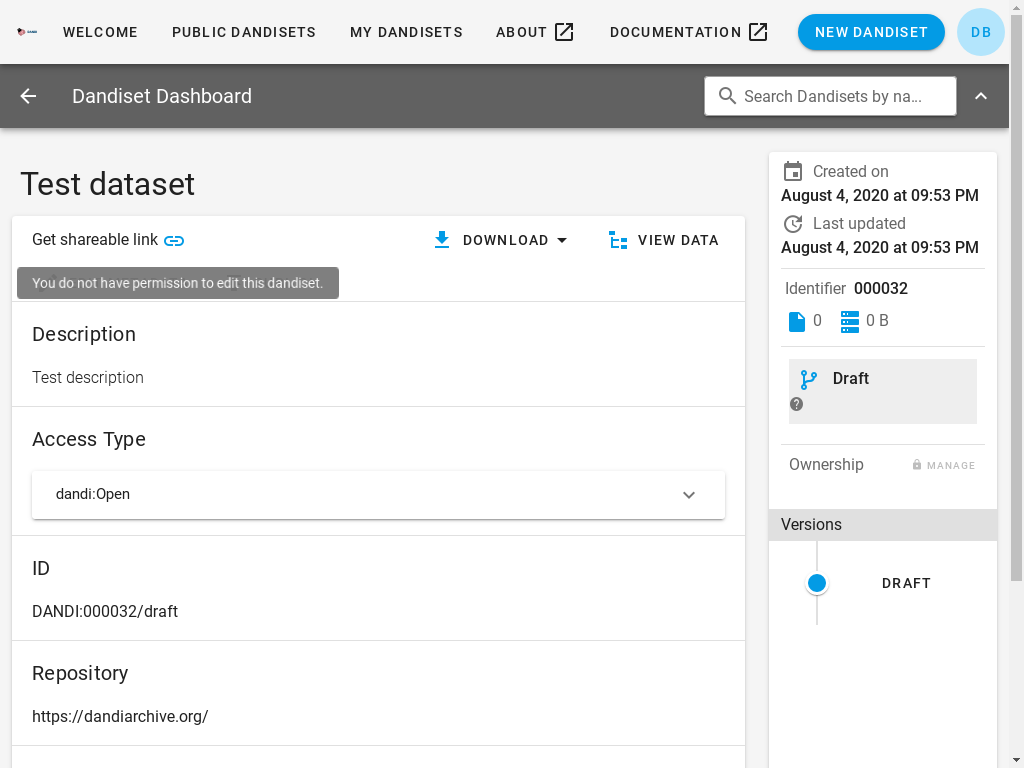 WELCOME
PUBLIC DANDISETS
MY DANDISETS
ABOUT
DOCUMENTATION
NEW DANDISET
DB
Dandiset Dashboard
Search Dandisets by na...
Test dataset
Get shareable link
DOWNLOAD
VIEW DATA
You do not have permission to edit this dandiset.
Description
Test description
Access Type
dandi:Open
ID
DANDI:000032/draft
Repository
https://dandiarchive.org/
Created on
August 4, 2020 at 09:53 PM
Last updated
August 4, 2020 at 09:53 PM
Identifier 000032
0
0 B
Draft
Ownership
MANAGE
Versions
DRAFT